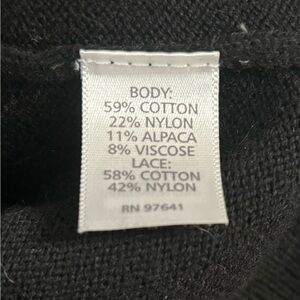 BODY:
59% COTTON
22% NYLON
11% ALPACA
8% VISCOSE
LACE:
58% COTTON
42% NYLON
RN 97641